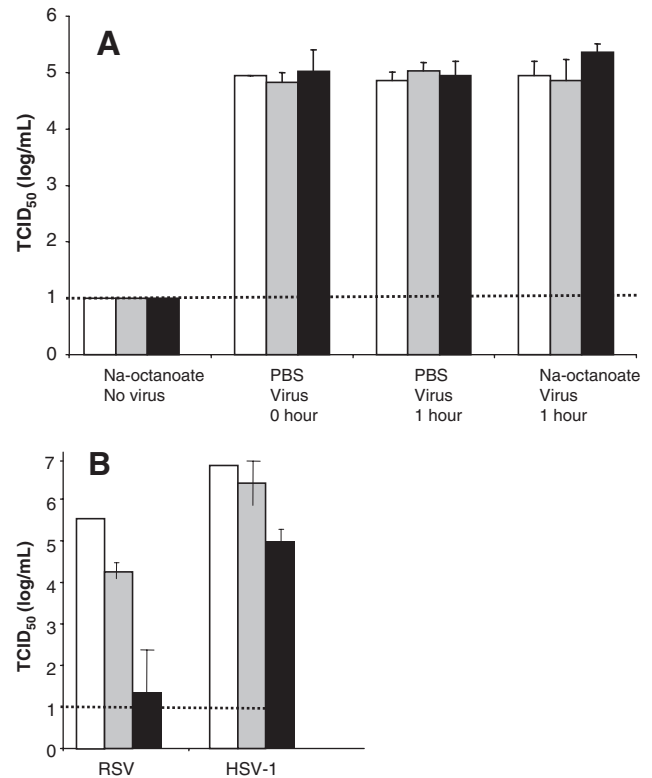 A
TCID50 (log/mL)
6
5
4
3
2
1
0
Na-octanoate
No virus
PBS
Virus
0 hour
PBS
Virus
1 hour
Na-octanoate
Virus
1 hour
B
TCID50 (log/mL)
7
6
5
4
3
2
1
0
RSV
HSV-1